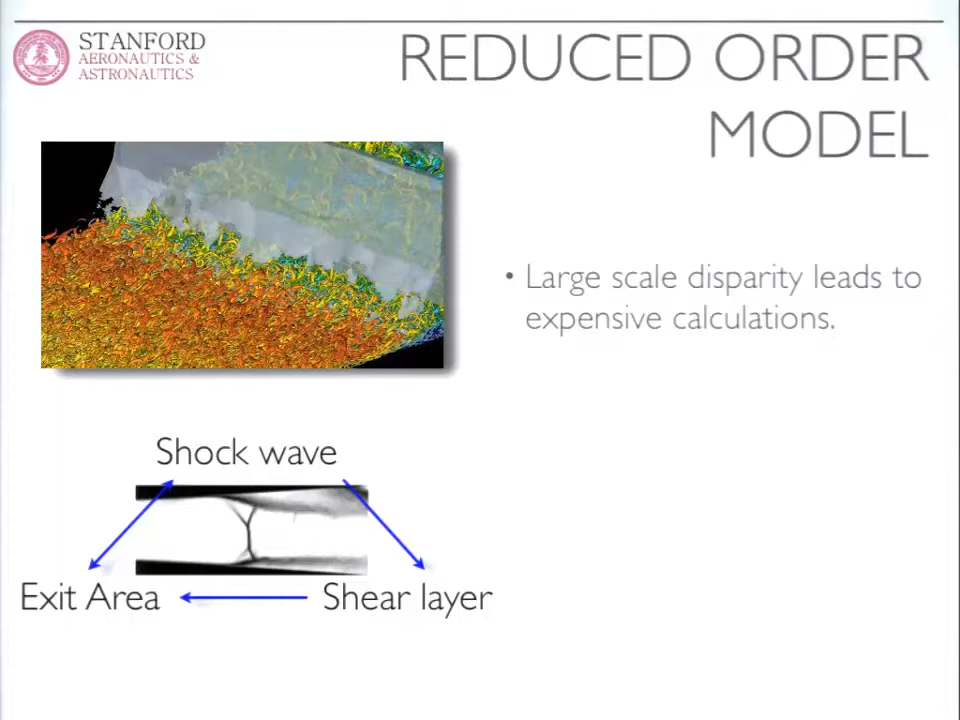 STANFORD
AERONAUTICS &
ASTRONAUTICS
REDUCED ORDER
MODEL
• Large scale disparity leads to
expensive calculations.
Shock wave
Exit Area
Shear layer